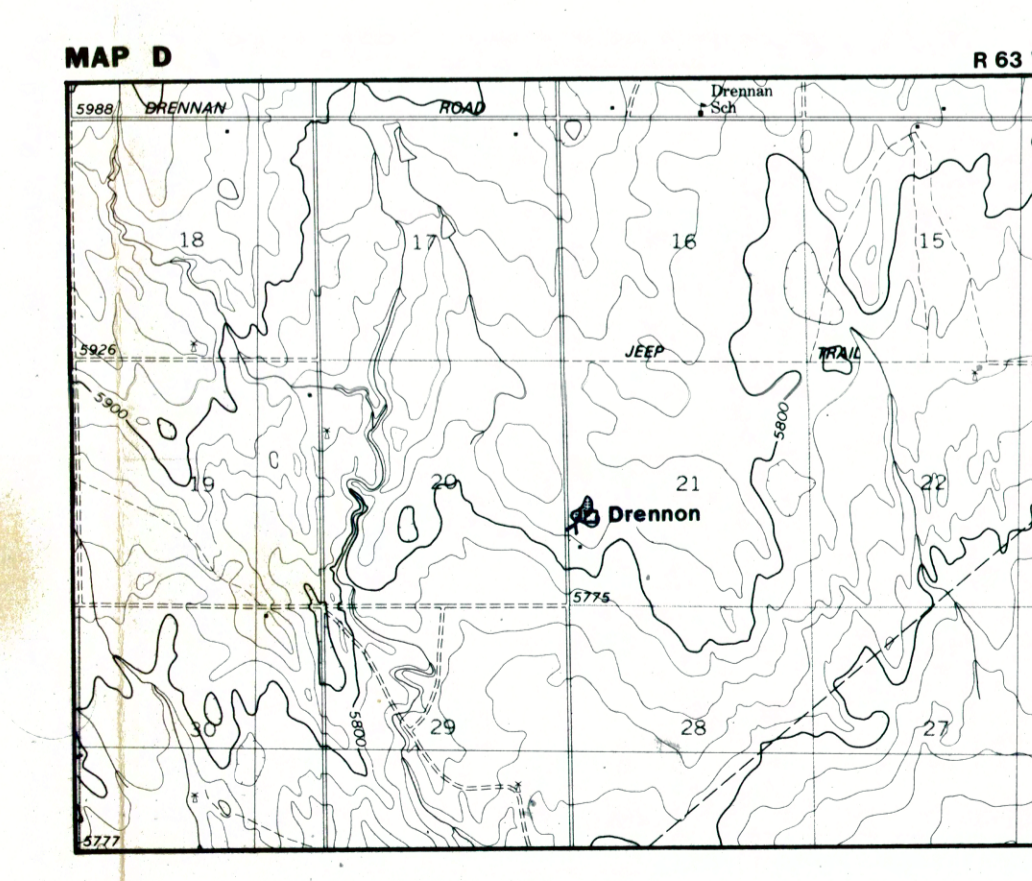 MAP D
R 63
Drennan
5988 DRENNAN ROAD Sch
18 17 16 15
5926 JEEP TRAIL
5900
5800
19 20 21 22
Drennon
5775
5800
30 29 28 27
5777